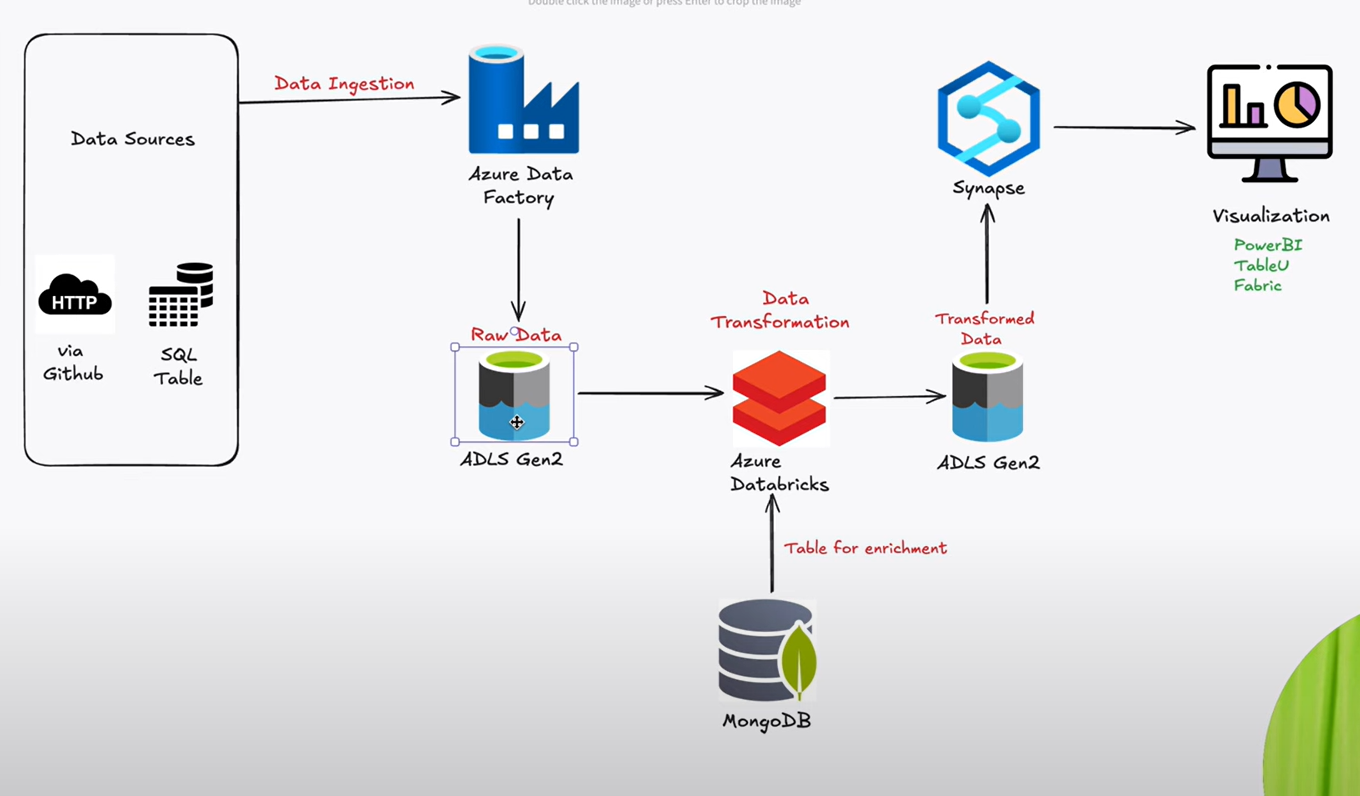 Double click the image or press Enter to crop the image
Data Sources
HTTP
via
Github
SQL
Table
Data Ingestion
Azure Data
Factory
Raw Data
ADLS Gen2
Data
Transformation
Azure
Databricks
Table for enrichment
MongoDB
Transformed
Data
ADLS Gen2
Synapse
Visualization
PowerBI
TableU
Fabric